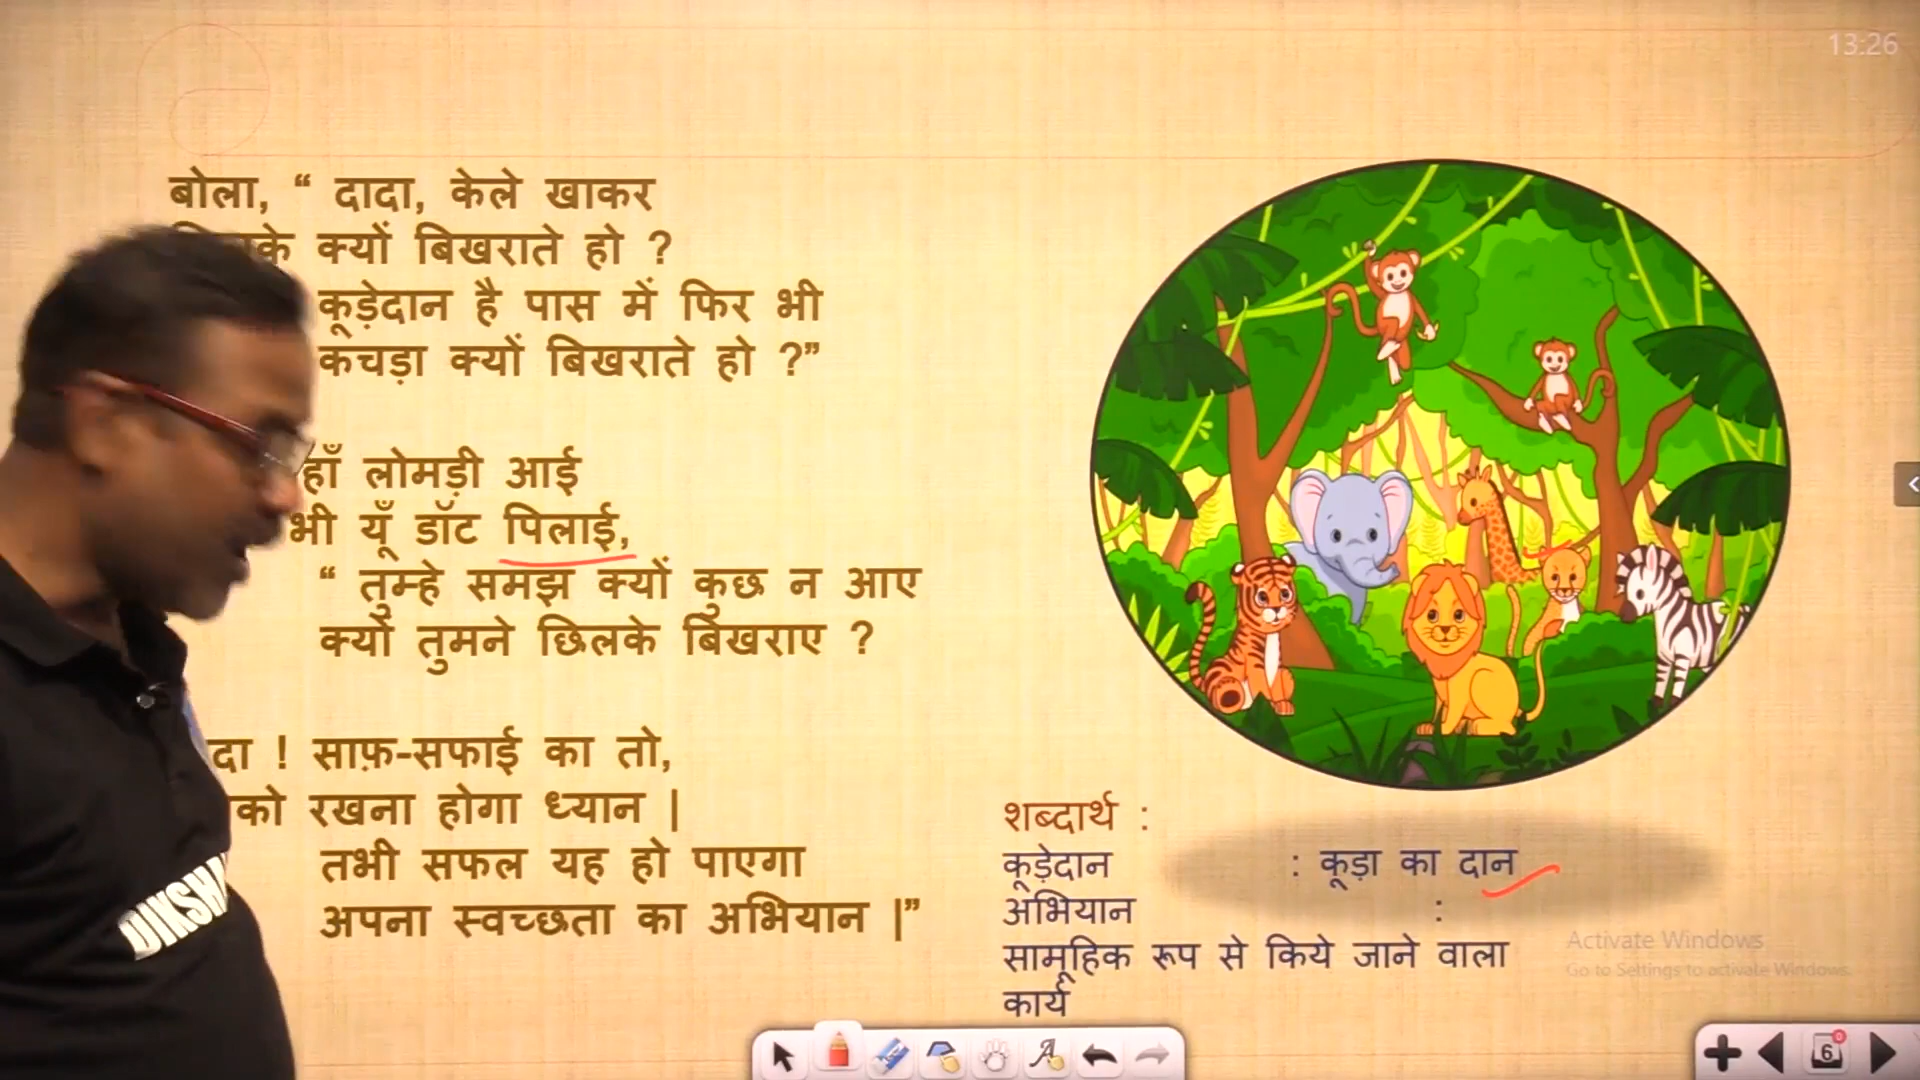 13:26
बोला, “ दादा, केले खाकर
क्यों बिखराते हो ?
कूड़ेदान है पास में फिर भी
कचड़ा क्यों बिखराते हो ?”
लोमड़ी आई
भी यूँ डॉट पिलाई,
“ तुम्हे समझ क्यों कुछ न आए
क्यों तुमने छिलके बिखराए ?
! साफ़-सफाई का तो,
रखना होगा ध्यान |
तभी सफल यह हो पाएगा
अपना स्वच्छता का अभियान |”
शब्दार्थ :
कूड़ेदान : कूड़ा का दान
अभियान :
सामूहिक रूप से किये जाने वाला
कार्य
Activate Windows
Go to Settings to activate Windows.
6